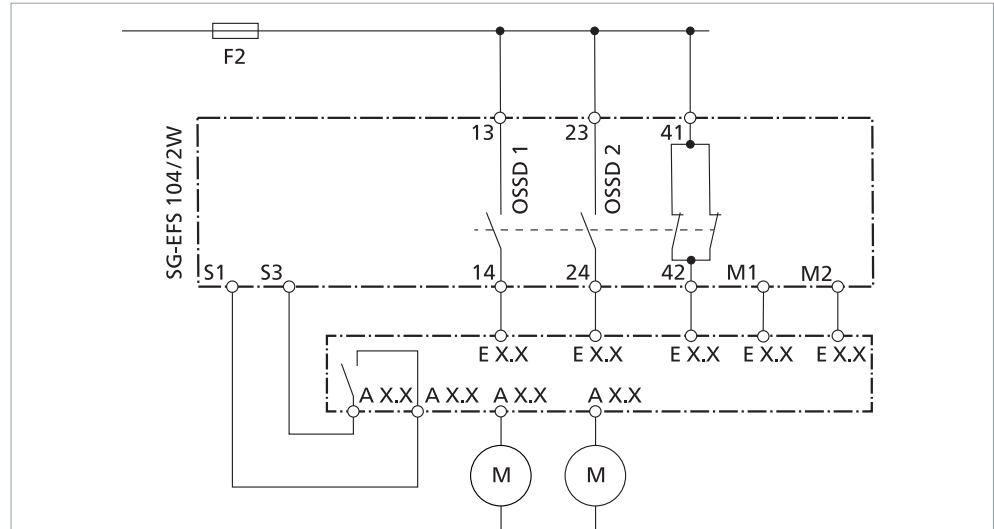 F2
13
23
41
OSSD 1
OSSD 2
SG-EFS 104/2W
S1
S3
14
24
42
M1
M2
E X.X
E X.X
E X.X
E X.X
E X.X
A X.X
A X.X
A X.X
A X.X
M
M